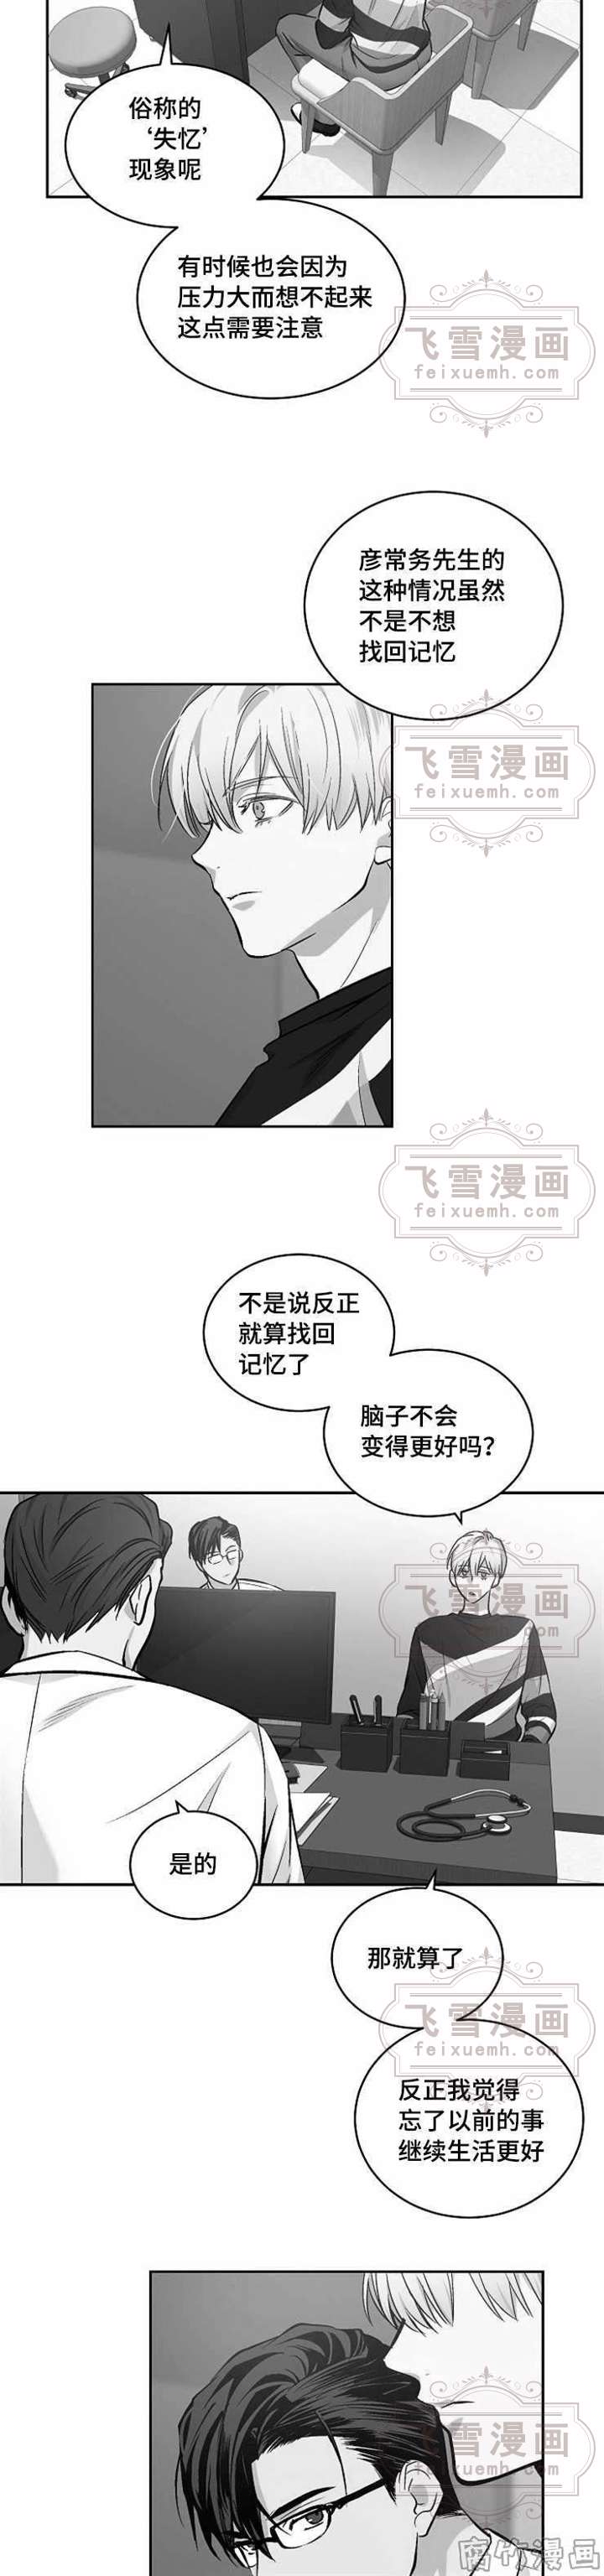 俗称的
‘失忆’
现象呢
有时候也会因为
压力大而想不起来
这点需要注意
飞雪漫画
feixuemh.com
彦常务先生的
这种情况虽然
不是不想
找回记忆
飞雪漫画
feixuemh.com
飞雪漫画
feixuemh.com
不是说反正
就算找回
记忆了
脑子不会
变得更好吗？
飞雪漫画
feixuemh.com
是的
那就算了
飞雪漫画
feixuemh.com
反正我觉得
忘了以前的事
继续生活更好
飞雪漫画
feixuemh.com
腐竹漫画